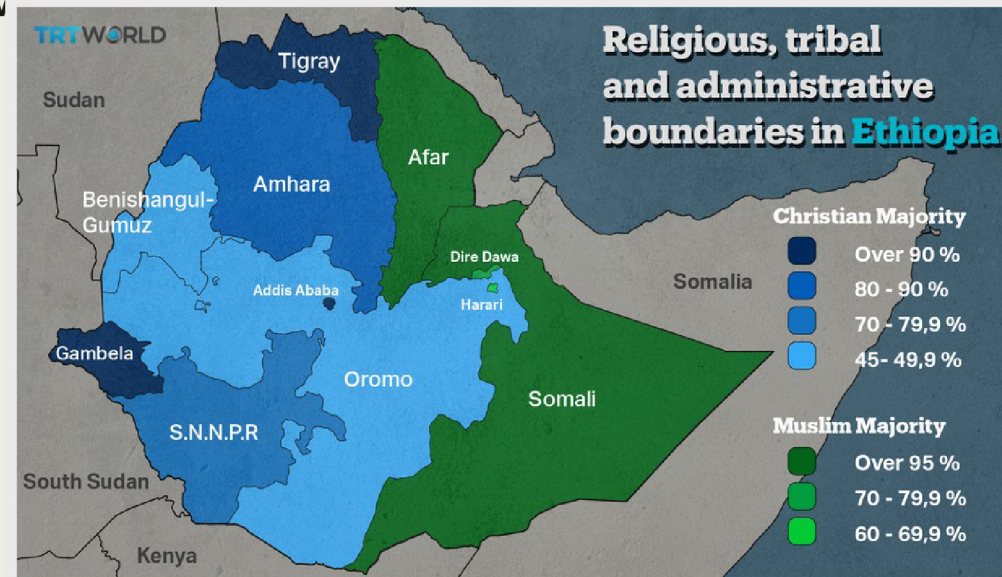 TRT WORLD
Religious, tribal
and administrative
boundaries in Ethiopia
Sudan
Tigray
Afar
Amhara
Benishangul-
Gumuz
Dire Dawa
Addis Ababa
Harari
Somalia
Gambela
Oromo
Somali
S.N.N.P.R
South Sudan
Kenya
Christian Majority
Over 90 %
80 - 90 %
70 - 79,9 %
45- 49,9 %
Muslim Majority
Over 95 %
70 - 79,9 %
60 - 69,9 %